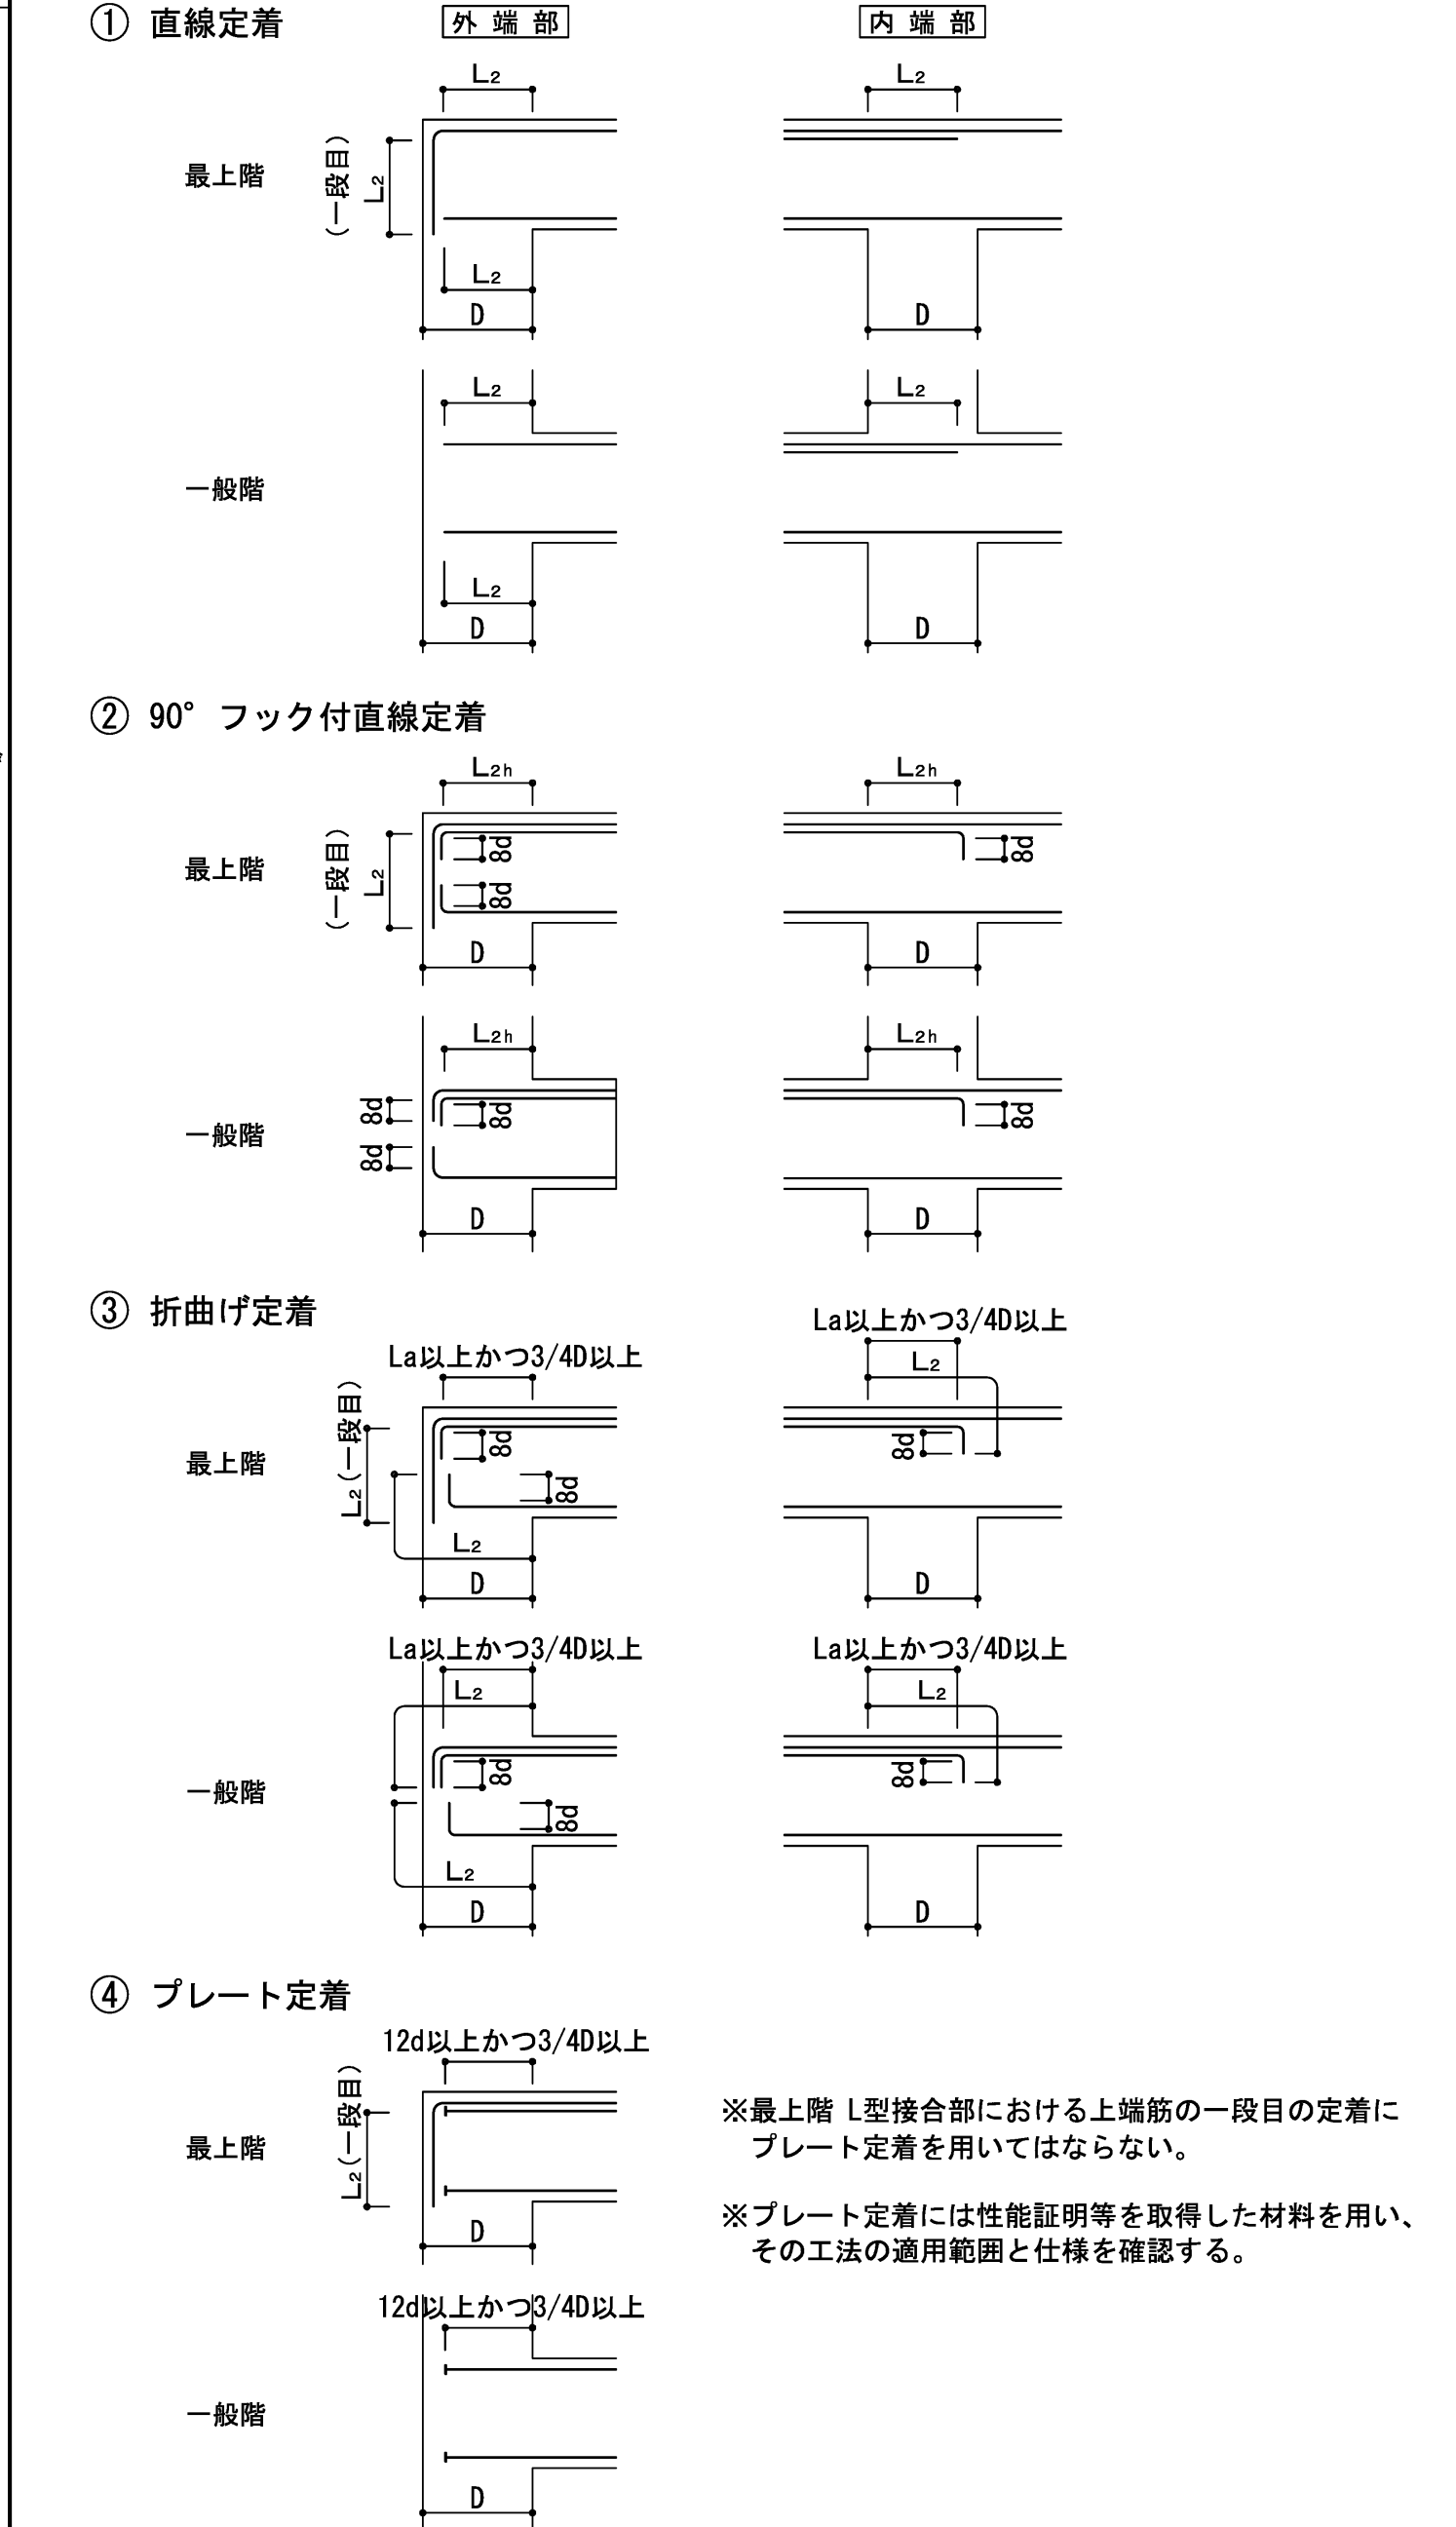 ① 直線定着
外 端 部
内 端 部
L₂
L₂
最上階
L₂
(一段目)
L₂
D
D
L₂
L₂
一般階
L₂
D
D
② 90° フック付直線定着
L₂h
L₂h
最上階
L₂
(一段目)
8d
8d
8d
D
D
L₂h
L₂h
一般階
8d
8d
8d
8d
D
D
③ 折曲げ定着
La以上かつ3/4D以上
La以上かつ3/4D以上
L₂
最上階
L₂(一段目)
8d
8d
8d
L₂
D
D
La以上かつ3/4D以上
La以上かつ3/4D以上
L₂
L₂
一般階
8d
8d
8d
L₂
D
D
④ プレート定着
12d以上かつ3/4D以上
最上階
L₂(一段目)
D
※最上階 L型接合部における上端筋の一段目の定着に
プレート定着を用いてはならない。
※プレート定着には性能証明等を取得した材料を用い、
その工法の適用範囲と仕様を確認する。
12d以上かつ3/4D以上
一般階
D